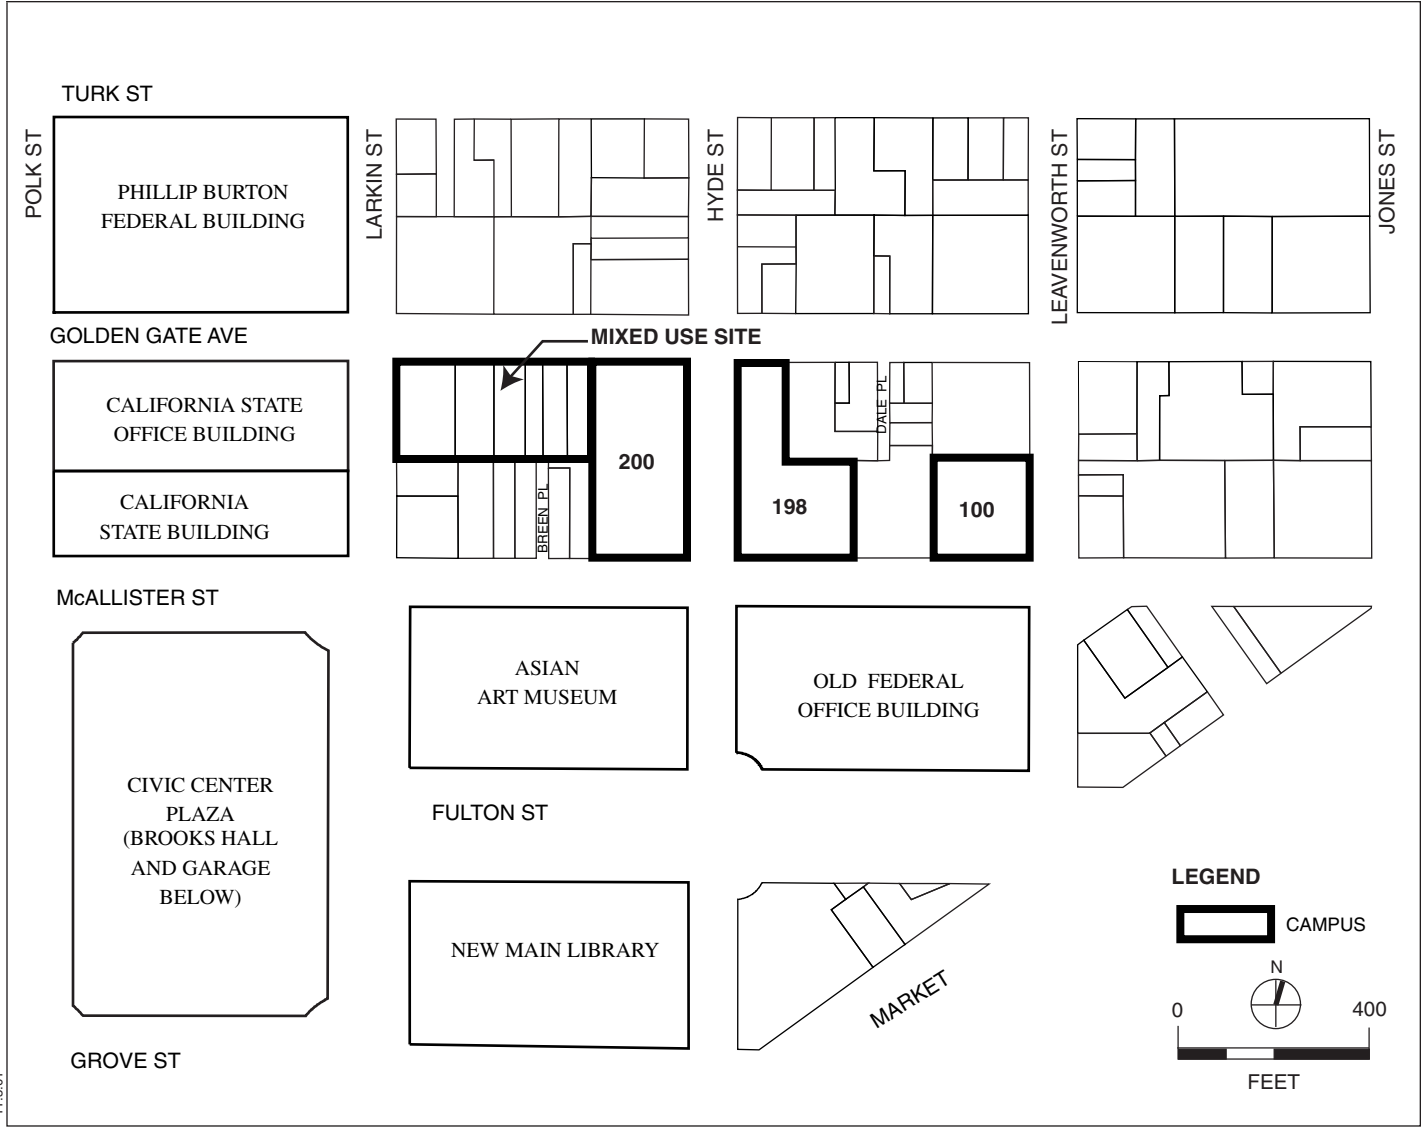 TURK ST
POLK ST
LARKIN ST
HYDE ST
LEAVENWORTH ST
JONES ST
PHILLIP BURTON
FEDERAL BUILDING
GOLDEN GATE AVE
MIXED USE SITE
CALIFORNIA STATE
OFFICE BUILDING
CALIFORNIA
STATE BUILDING
200
BREEN PL
198
DALE PL
100
McALLISTER ST
ASIAN
ART MUSEUM
OLD FEDERAL
OFFICE BUILDING
CIVIC CENTER
PLAZA
(BROOKS HALL
AND GARAGE
BELOW)
FULTON ST
NEW MAIN LIBRARY
MARKET
GROVE ST
LEGEND
CAMPUS
N
0
400
FEET